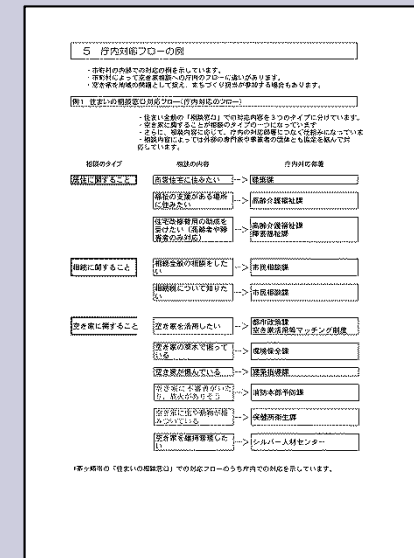 ５　庁内対応フローの例
・市町村の内部での対応の例を示しています。
・市町村によって空き家相談への庁内のフローに違いがあります。
・空き家を地域の問題として捉え、まちづくり担当が参加する場合もあります。
例１ 住まいの相談窓口対応フロー(庁内対応のフロー)
・住まい全般の「相談窓口」での対応内容を３つのタイプに分けています。
・空き家に関することが相談のタイプの一つになっています
・さらに、相談内容に応じて、庁内の対応部署につなぐ仕組みになっていま
・相談内容によっては外部の専門家や事業者の団体とも協定を結んで対
応しています。
相談のタイプ　相談の内容　庁内対応部署
居住に関すること　市営住宅に住みたい　--> 建築課
福祉の支援がある場所
に住みたい　--> 高齢介護福祉課
住宅改修費用の助成を
受けたい（高齢者や障
害者のみ対応）　--> 高齢介護福祉課
障害福祉課
相続に関すること　相続全般の相談をした
い　--> 市民相談課
相続税について知りた
い　--> 市民相談課
空き家に関すること　空き家を活用したい　--> 都市政策課
空き家活用等マッチング制度
空き家の草木で困って
いる　--> 環境保全課
空き家が傷んでいる　--> 建築指導課
空き家に不審者がいた
り、放火がありそう　--> 消防本部予防課
空き家に虫や動物が棲
みついている　--> 保健所衛生課
空き家を維持管理した
い　--> シルバー人材センター
*茅ヶ崎市の「住まいの相談窓口」での対応フローのうち庁内での対応を示しています。